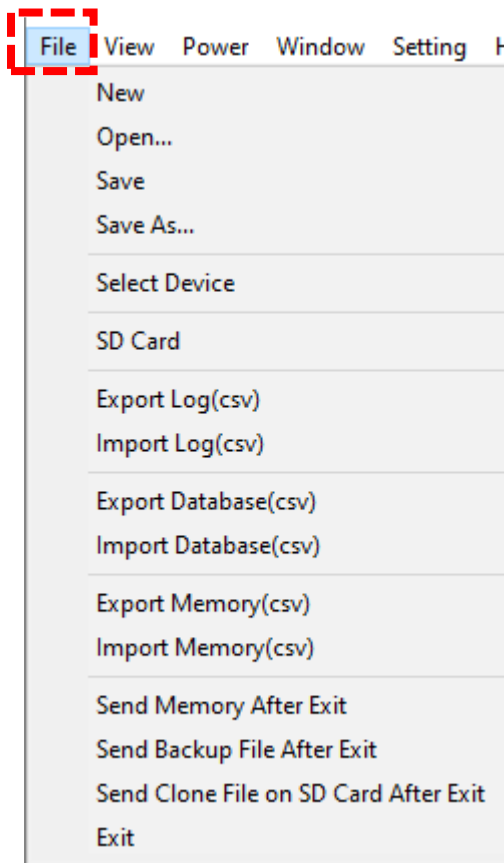 File View Power Window Setting H
New
Open...
Save
Save As...
Select Device
SD Card
Export Log(csv)
Import Log(csv)
Export Database(csv)
Import Database(csv)
Export Memory(csv)
Import Memory(csv)
Send Memory After Exit
Send Backup File After Exit
Send Clone File on SD Card After Exit
Exit